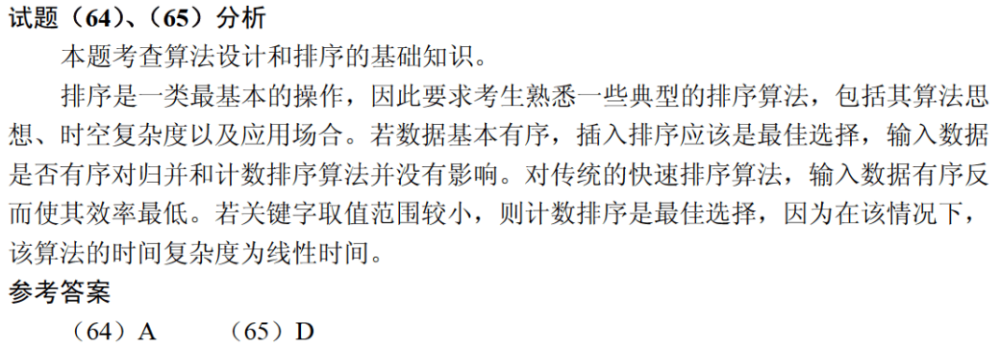 试题（64）、（65）分析
本题考查算法设计和排序的基础知识。
排序是一类最基本的操作，因此要求考生熟悉一些典型的排序算法，包括其算法思
想、时空复杂度以及应用场合。若数据基本有序，插入排序应该是最佳选择，输入数据
是否有序对归并和计数排序算法并没有影响。对传统的快速排序算法，输入数据有序反
而使其效率最低。若关键字取值范围较小，则计数排序是最佳选择，因为在该情况下，
该算法的时间复杂度为线性时间。
参考答案
（64）A （65）D